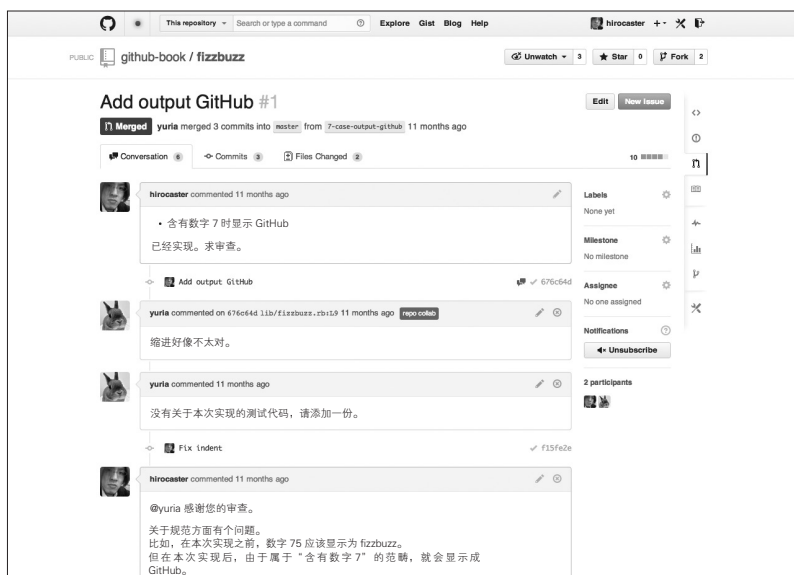 This repository Search or type a command Explore Gist Blog Help hirocaster
PUBLIC github-book / fizzbuzz Unwatch 3 Star 0 Fork 2
Add output GitHub #1 Edit New Issue
Merged yuria merged 3 commits into master from 7-case-output-github 11 months ago
Conversation 6 Commits 3 Files Changed 2 10
hirocaster commented 11 months ago
• 含有数字 7 时显示 GitHub
已经实现。求审查。
Add output GitHub 676c64d
yuria commented on 676c64d lib/fizzbuzz.rb:L9 11 months ago repo collab
缩进好像不太对。
yuria commented 11 months ago
没有关于本次实现的测试代码，请添加一份。
Fix indent f15fe2e
hirocaster commented 11 months ago
@yuria 感谢您的审查。
关于规范方面有个问题。
比如，在本次实现之前，数字 75 应该显示为 fizzbuzz。
但在本次实现后，由于属于“含有数字 7”的范畴，就会显示成
GitHub。
Labels
None yet
Milestone
No milestone
Assignee
No one assigned
Notifications
Unsubscribe
2 participants